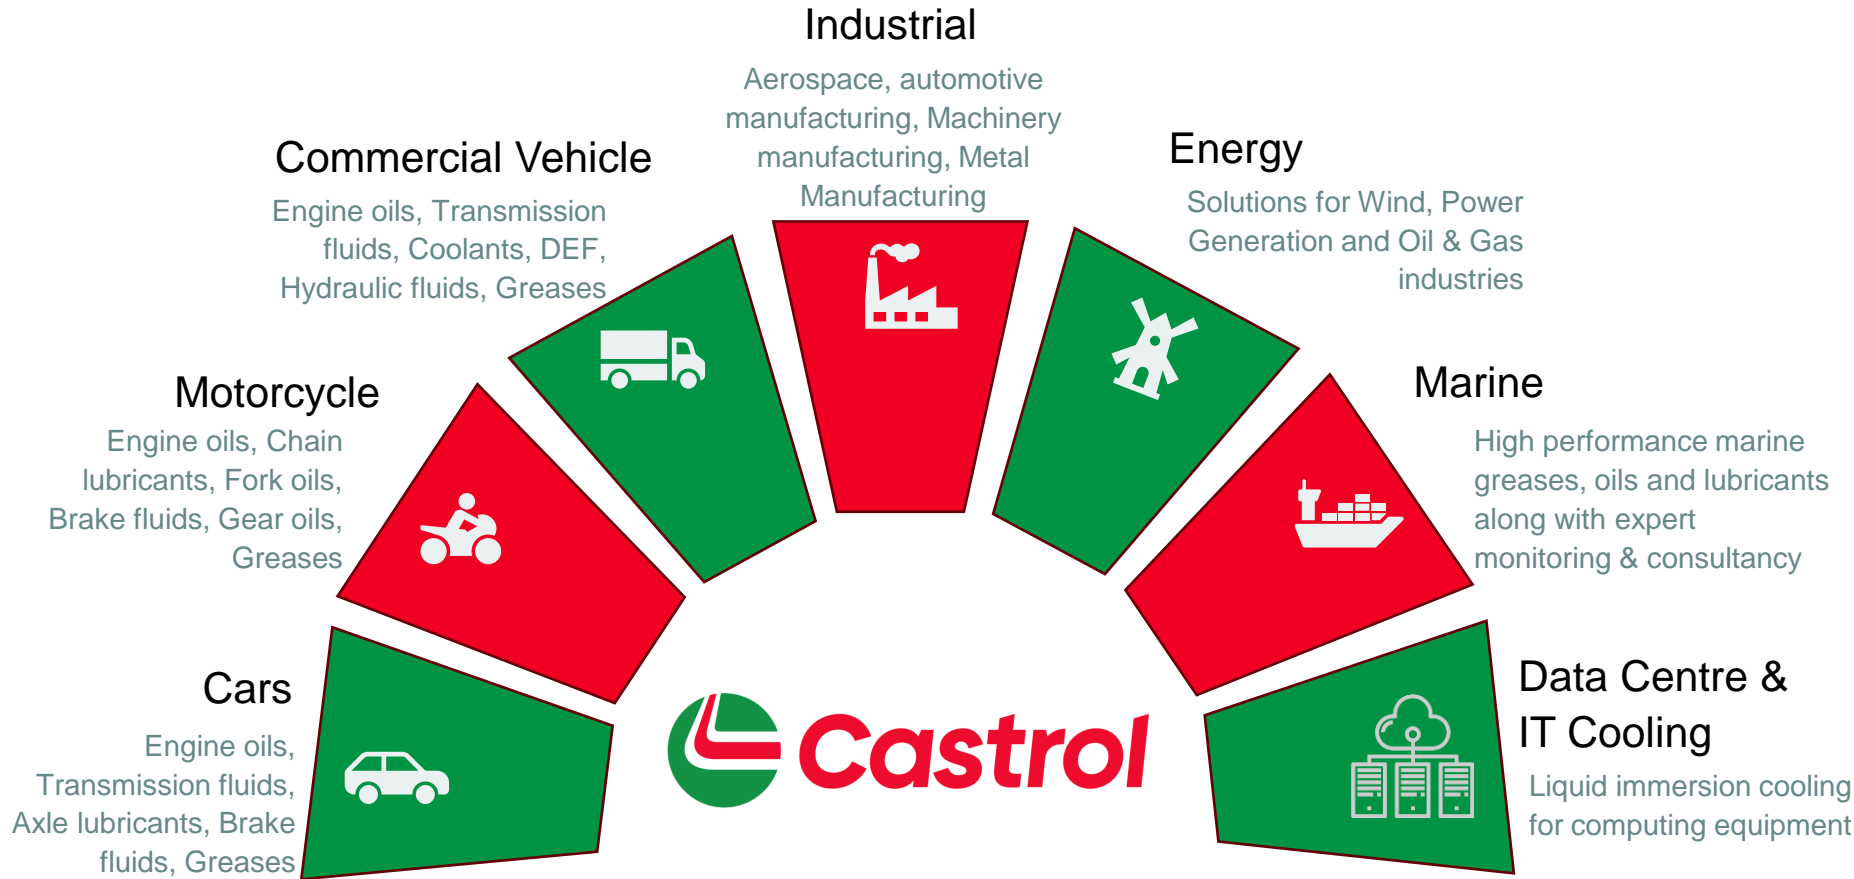 Industrial
Aerospace, automotive
manufacturing, Machinery
manufacturing, Metal
Manufacturing
Commercial Vehicle
Engine oils, Transmission
fluids, Coolants, DEF,
Hydraulic fluids, Greases
Energy
Solutions for Wind, Power
Generation and Oil & Gas
industries
Motorcycle
Engine oils, Chain
lubricants, Fork oils,
Brake fluids, Gear oils,
Greases
Marine
High performance marine
greases, oils and lubricants
along with expert
monitoring & consultancy
Cars
Engine oils,
Transmission fluids,
Axle lubricants, Brake
fluids, Greases
Castrol
Data Centre &
IT Cooling
Liquid immersion cooling
for computing equipment